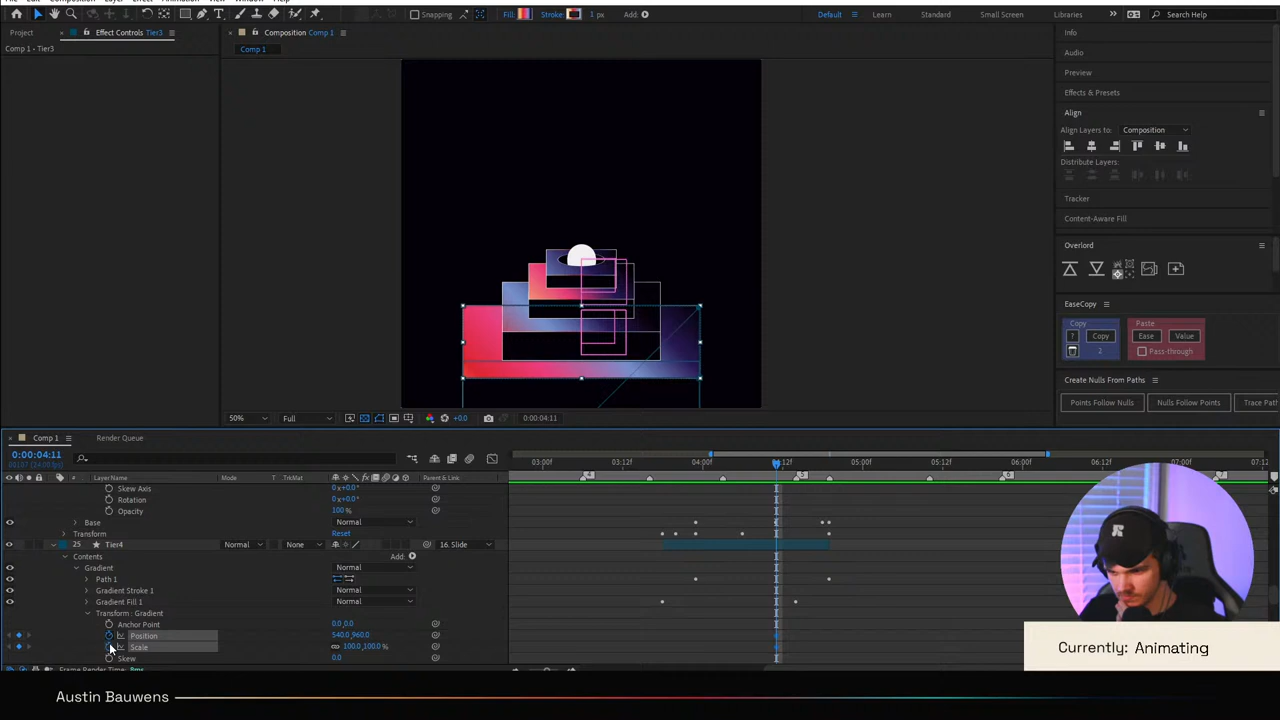 Snapping
Fill:
Stroke:
1 px
Add:
Default
Learn
Standard
Small Screen
Libraries
Search Help
Project
Effect Controls Tier3
Composition Comp 1
Info
Comp 1 · Tier3
Comp 1
Audio
Preview
Effects & Presets
Align
Align Layers to: Composition
Distribute Layers:
Tracker
Content-Aware Fill
Overlord
EaseCopy
Copy
Paste
? Copy Ease Value
2 Pass-through
Create Nulls From Paths
Points Follow Nulls
Nulls Follow Points
Trace Path
50%
Full
+0.0
0:00:04:11
Comp 1
Render Queue
0:00:04:11
Layer Name
Mode
TrkMat
Parent & Link
03:00f 03:12f 04:00f 05:00f 05:12f 06:00f 06:12f 07:00f 07:12
Skew Axis 0x+0.0°
Rotation 0x+0.0°
Opacity 100%
Base Normal
Transform Reset
25 Tier4 Normal None 16. Slide
Contents Add:
Gradient Normal
Path 1
Gradient Stroke 1 Normal
Gradient Fill 1 Normal
Transform : Gradient
Anchor Point 0.0,0.0
Position 540.0,960.0
Scale 100.0,100.0%
Skew 0.0
Frame Render Time: 8ms
Currently: Animating
Austin Bauwens